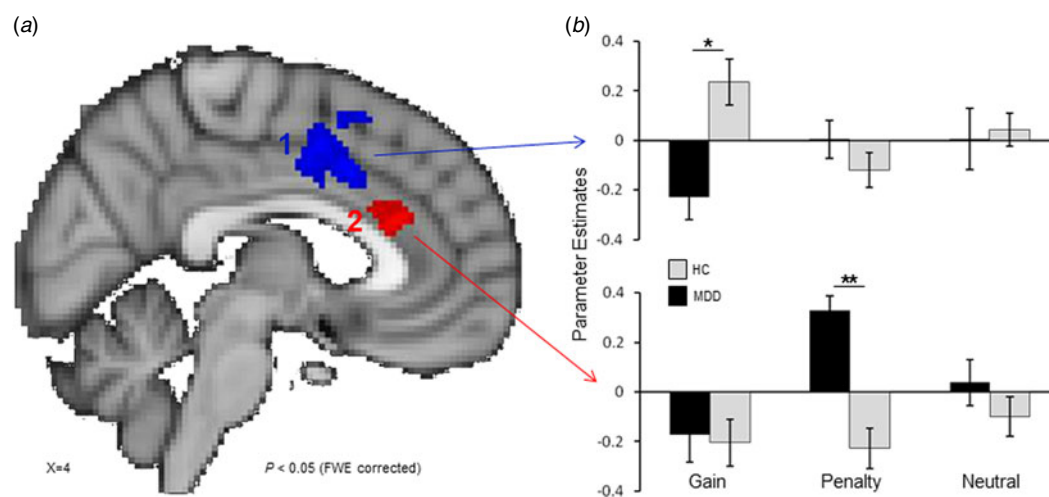 (a)
1
2
X=4
P < 0.05 (FWE corrected)
(b)
Parameter Estimates
0.4
0.2
0
-0.2
-0.4
*
HC
MDD
0.4
0.2
0
-0.2
-0.4
**
Gain Penalty Neutral